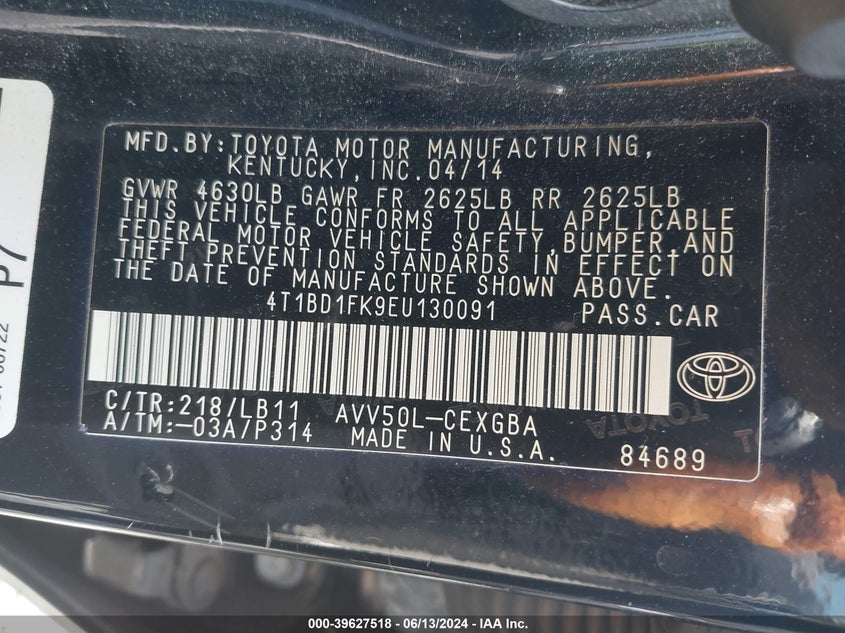 MFD.BY:TOYOTA MOTOR MANUFACTURING,
KENTUCKY,INC.04/14
GVWR 4630LB GAWR FR 2625LB RR 2625LB
THIS VEHICLE CONFORMS TO ALL APPLICABLE
FEDERAL MOTOR VEHICLE SAFETY,BUMPER,AND
THEFT PREVENTION STANDARDS IN EFFECT ON
THE DATE OF MANUFACTURE SHOWN ABOVE.
4T1BD1FK9EU130091 PASS.CAR
C/TR:218/LB11 AVV50L-CEXGBA
A/TM:-03A/P314 MADE IN U.S.A.
84689
TOYOTA
P7
000-39627518 - 06/13/2024 - IAA Inc.